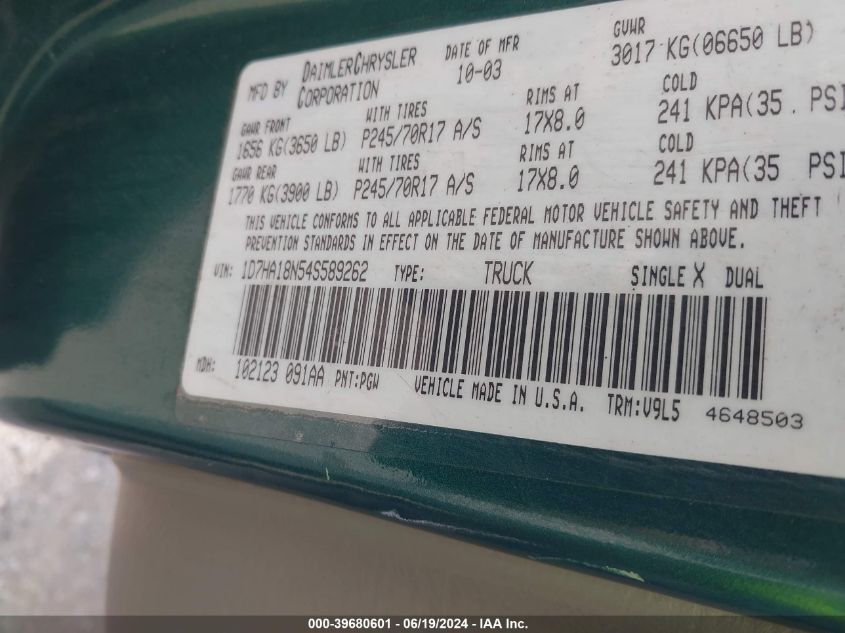 MFD BY DAIMLERCHRYSLER CORPORATION DATE OF MFR 10-03 GVWR 3017 KG(06650 LB)
GAWR FRONT WITH TIRES RIMS AT COLD
1656 KG(3650 LB) P245/70R17 A/S 17X8.0 241 KPA(35 . PSI
GAWR REAR WITH TIRES RIMS AT COLD
1770 KG(3900 LB) P245/70R17 A/S 17X8.0 241 KPA(35 PSI
THIS VEHICLE CONFORMS TO ALL APPLICABLE FEDERAL MOTOR VEHICLE SAFETY AND THEFT
PREVENTION STANDARDS IN EFFECT ON THE DATE OF MANUFACTURE SHOWN ABOVE.
VIN: 1D7HA18N54S589262 TYPE: TRUCK SINGLE X DUAL
MDH: 102123 091AA PNT:PGW VEHICLE MADE IN U.S.A. TRM:V9L5 4648503
000-39680601 / 06/19/2024 - IAA Inc.